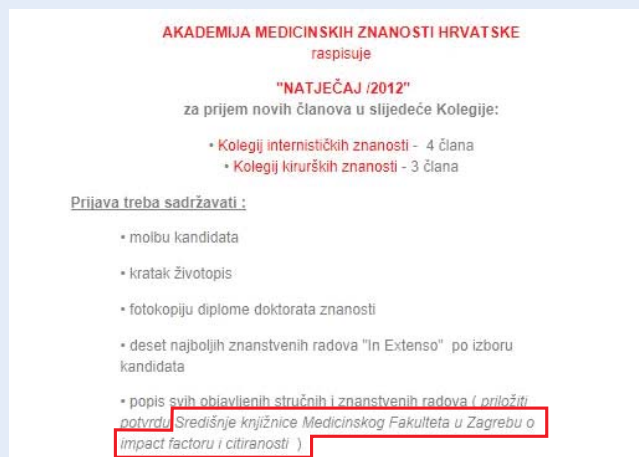 AKADEMIJA MEDICINSKIH ZNANOSTI HRVATSKE
raspisuje
"NATJEČAJ /2012"
za prijem novih članova u slijedeće Kolegije:
• Kolegij internističkih znanosti - 4 člana
• Kolegij kirurških znanosti - 3 člana
Prijava treba sadržavati :
• molbu kandidata
• kratak životopis
• fotokopiju diplome doktorata znanosti
• deset najboljih znanstvenih radova "In Extenso" po izboru
kandidata
• popis svih objavljenih stručnih i znanstvenih radova ( priložiti
potvrdu Središnje knjižnice Medicinskog Fakulteta u Zagrebu o
impact factoru i citiranosti )